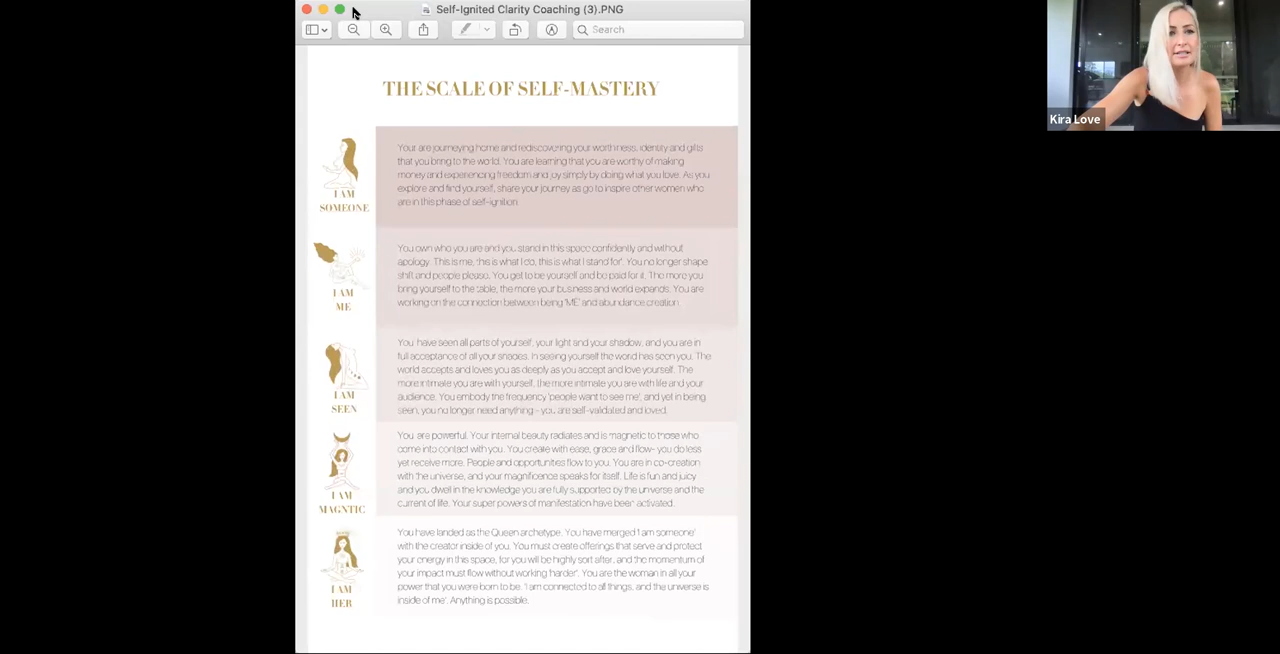 Self-Ignited Clarity Coaching (3).PNG
Search
THE SCALE OF SELF-MASTERY
I AM
SOMEONE
Your are journeying home and rediscovering your worthiness, identity and gifts
that you bring to the world. You are learning that you are worthy of making
money and experiencing freedom and joy simply by doing what you love. As you
explore and find yourself, share your journey as go to inspire other women who
are in this phase of self-ignition
I AM
ME
You own who you are and you stand in this space confidently and without
apology. This is me, this is what I do, this is what I stand for'. You no longer shape
shift and people please. You get to be yourself and be paid for it. The more you
bring yourself to the table, the more your business and world expands. You are
working on the connection between being 'ME' and abundance creation.
I AM
SEEN
You have seen all parts of yourself, your light and your shadow, and you are in
full acceptance of all your shades. In seeing yourself the world has seen you. The
world accepts and loves you as deeply as you accept and love yourself. The
more intimate you are with yourself, the more intimate you are with life and your
audience. You embody the frequency 'people want to see me', and yet in being
seen, you no longer need anything - you are self-validated and loved.
I AM
MAGNTIC
You are powerful. Your internal beauty radiates and is magnetic to those who
come into contact with you. You create with ease, grace and flow- you do less
yet receive more. People and opportunities flow to you. You are in co-creation
with the universe, and your magnificence speaks for itself. Life is fun and juicy
and you dwell in the knowledge you are fully supported by the universe and the
current of life. Your super powers of manifestation have been activated.
I AM
HER
You have landed as the Queen archetype. You have merged 'I am someone'
with the creator inside of you. You must create offerings that serve and protect
your energy in this space, for you will be highly sort after, and the momentum of
your impact must flow without working 'harder'. You are the woman in all your
power that you were born to be. 'I am connected to all things, and the universe is
inside of me'. Anything is possible.
Kira Love